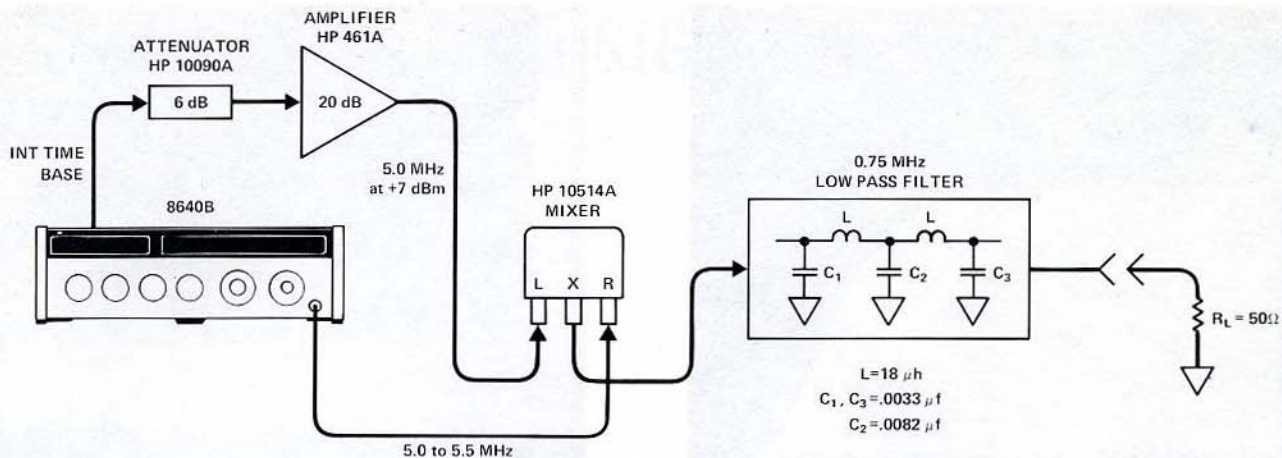 AMPLIFIER
HP 461A
ATTENUATOR
HP 10090A
6 dB
20 dB
INT TIME
BASE
8640B
5.0 MHz
at +7 dBm
HP 10514A
MIXER
L X R
5.0 to 5.5 MHz
0.75 MHz
LOW PASS FILTER
L L
C₁ C₂ C₃
L=18 μh
C₁, C₃=.0033 μf
C₂=.0082 μf
R_L = 50Ω